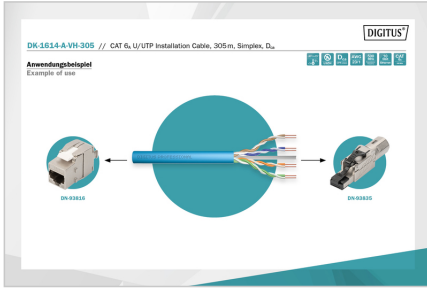 DIGITUS®
DK-1614-A-VH-305 // CAT 6A U/UTP Installation Cable, 305 m, Simplex, Dca
Anwendungsbeispiel
Example of use
DN-93616
DN-93635